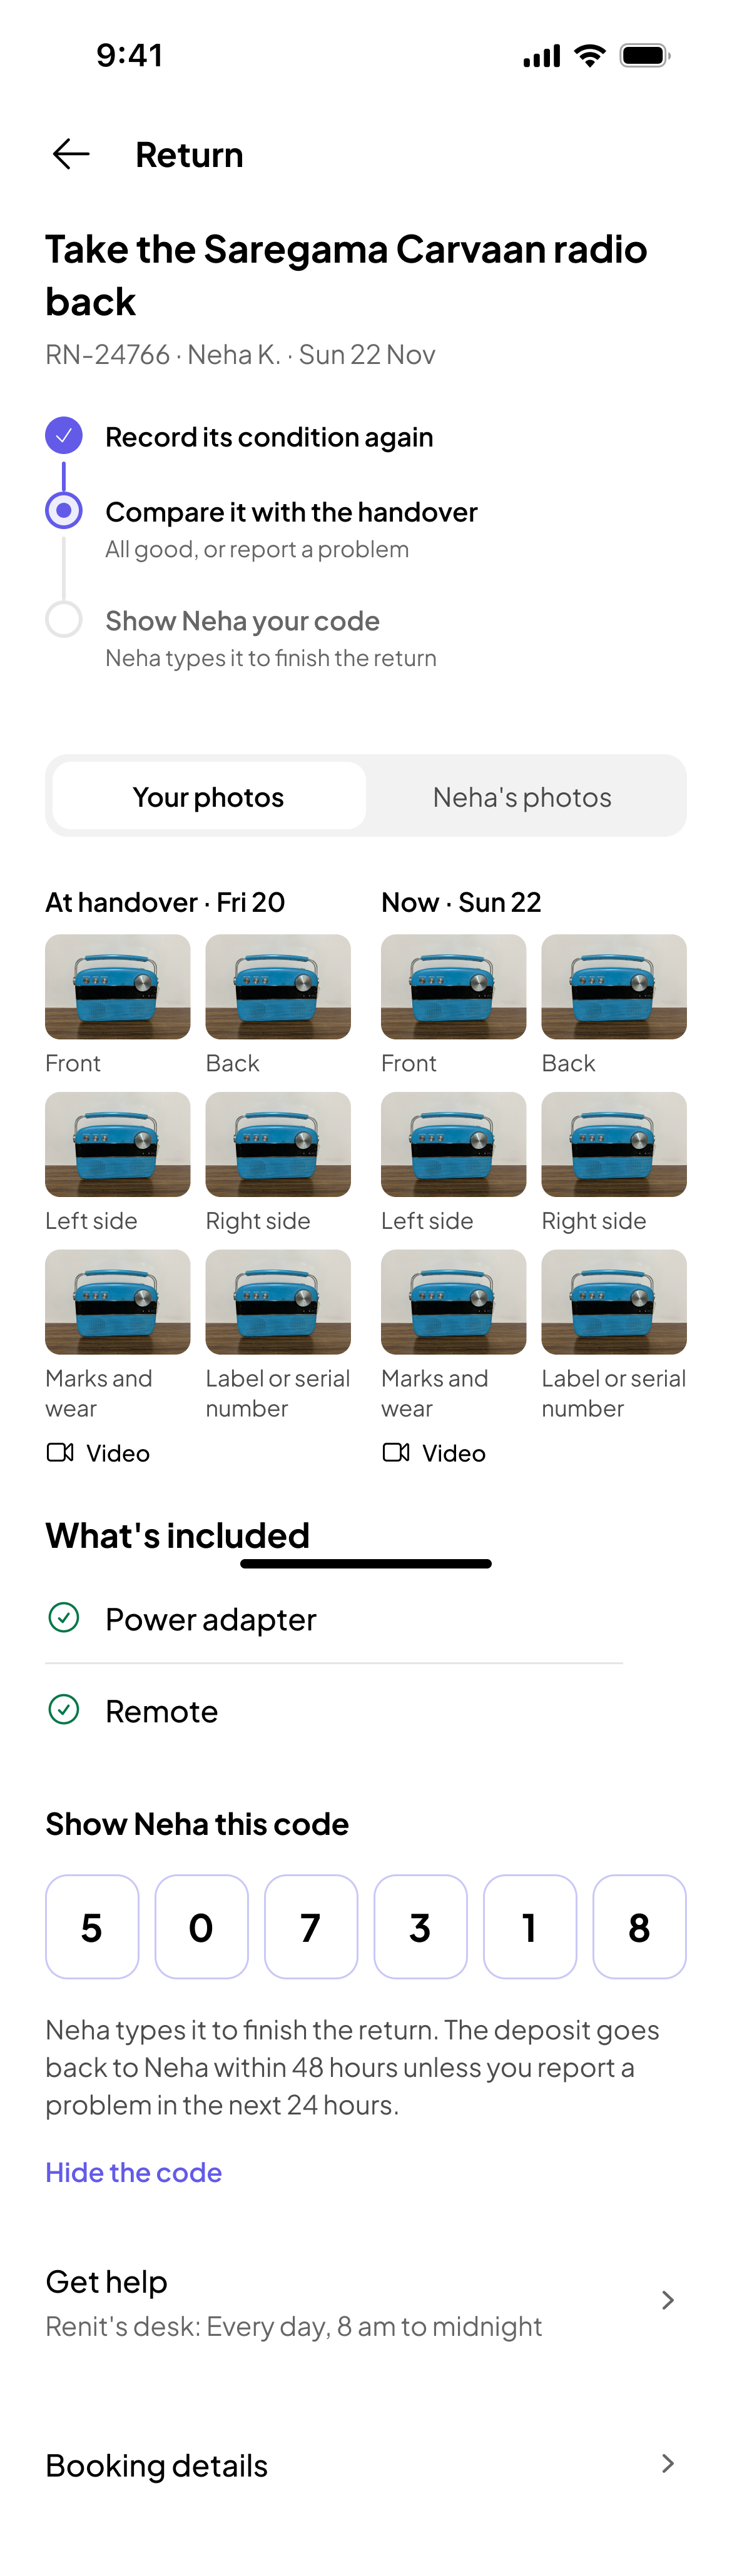 9:41
Return
Take the Saregama Carvaan radio
back
RN-24766 · Neha K. · Sun 22 Nov
Record its condition again
Compare it with the handover
All good, or report a problem
Show Neha your code
Neha types it to finish the return
Your photos
Neha's photos
At handover · Fri 20
Now · Sun 22
Front
Back
Front
Back
Left side
Right side
Left side
Right side
Marks and
wear
Label or serial
number
Marks and
wear
Label or serial
number
Video
Video
What's included
Power adapter
Remote
Show Neha this code
5 0 7 3 1 8
Neha types it to finish the return. The deposit goes
back to Neha within 48 hours unless you report a
problem in the next 24 hours.
Hide the code
Get help
Renit's desk: Every day, 8 am to midnight
Booking details